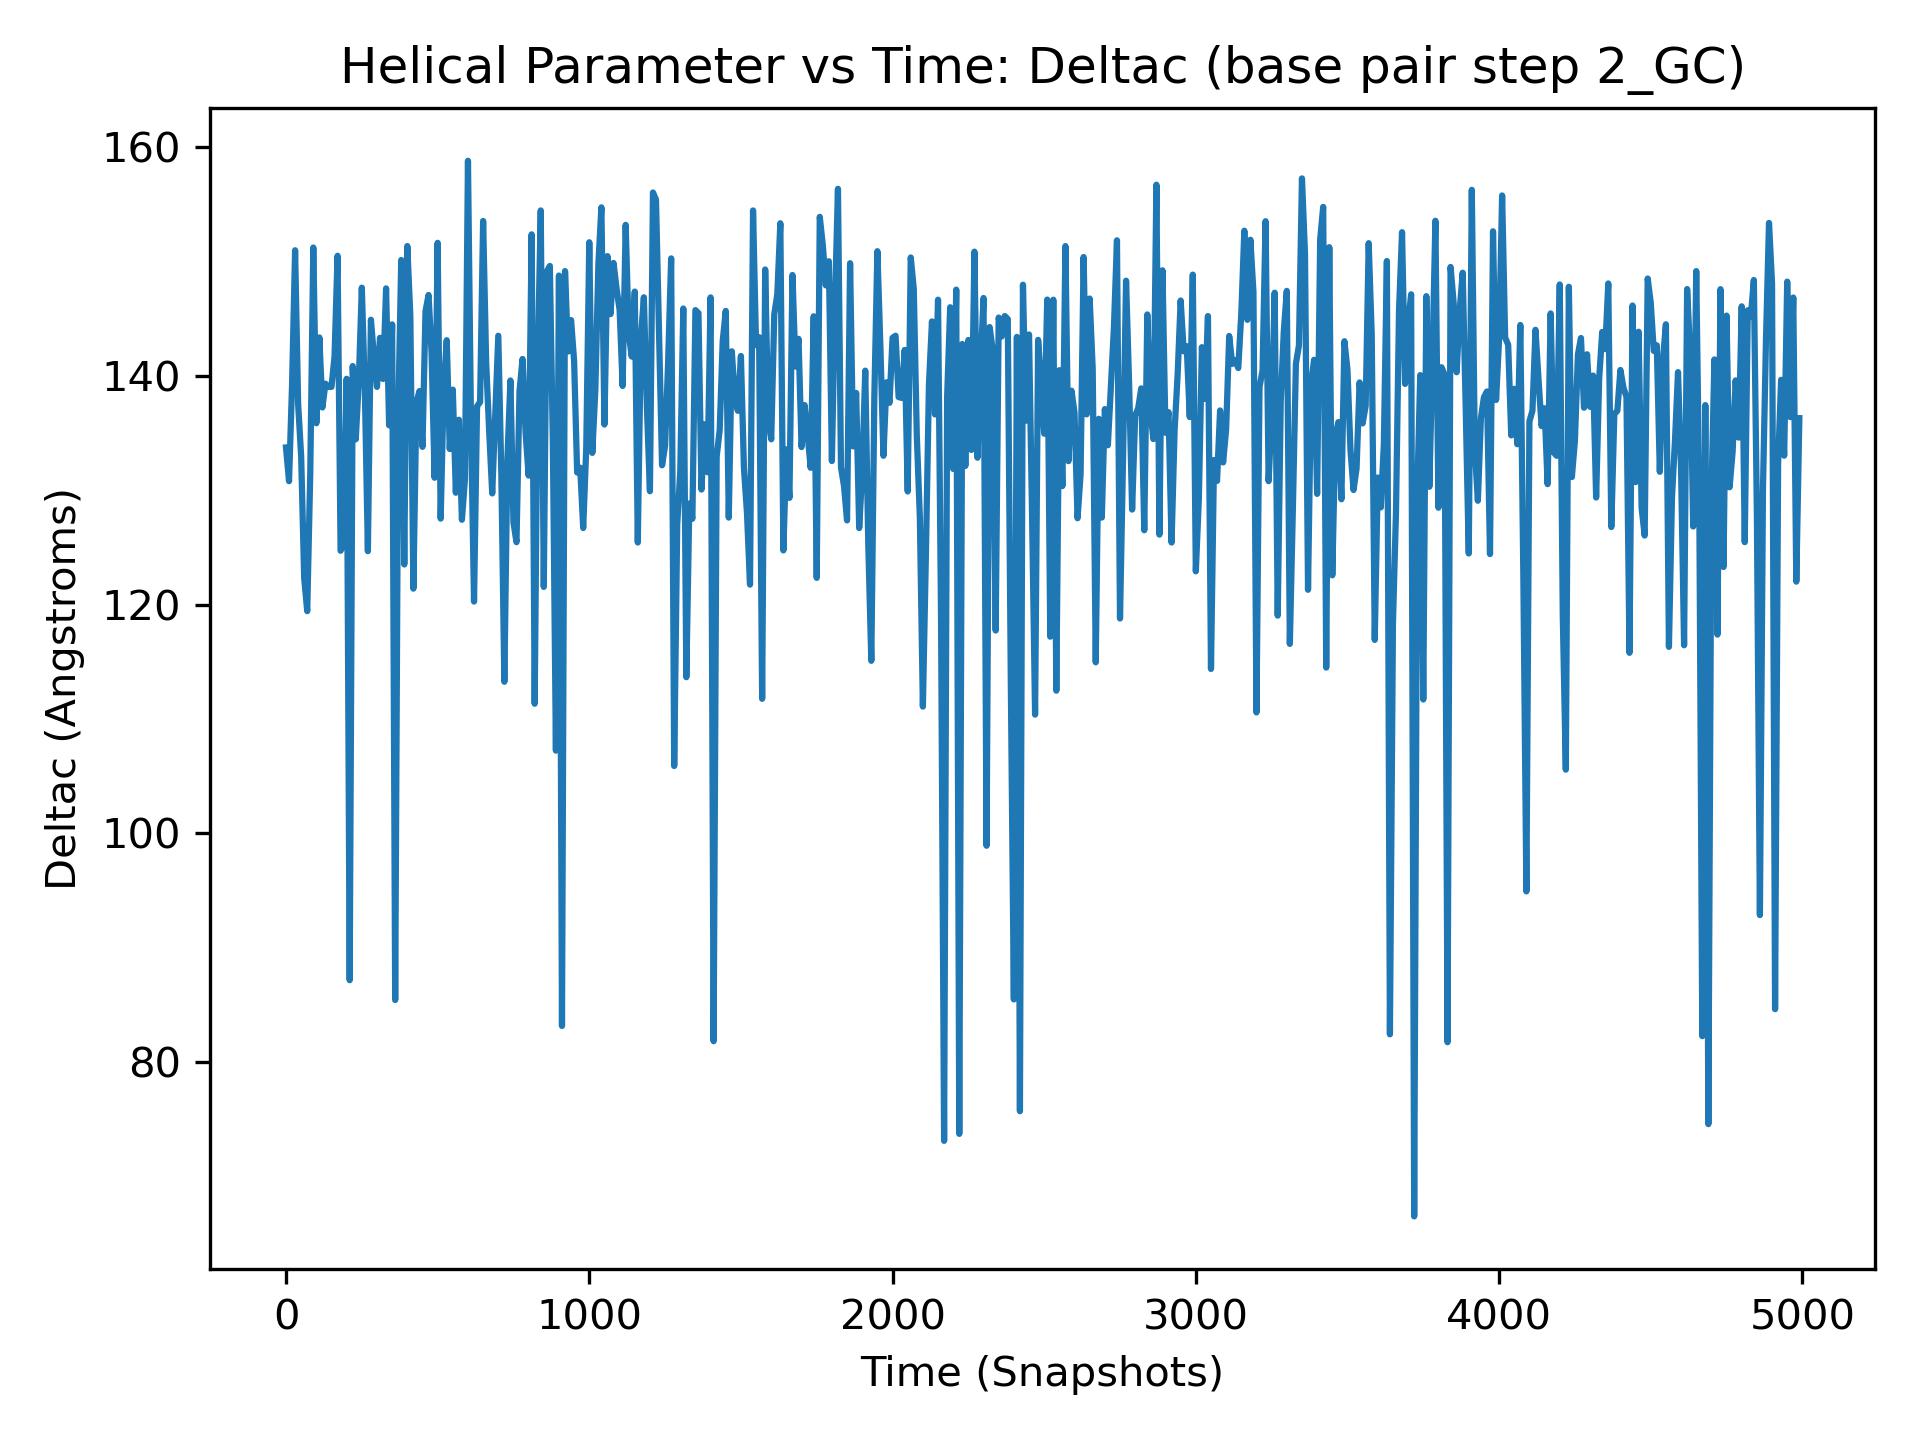 Helical Parameter vs Time: Deltac (base pair step 2_GC)
160
140
120
100
80
Deltac (Angstroms)
0 1000 2000 3000 4000 5000
Time (Snapshots)